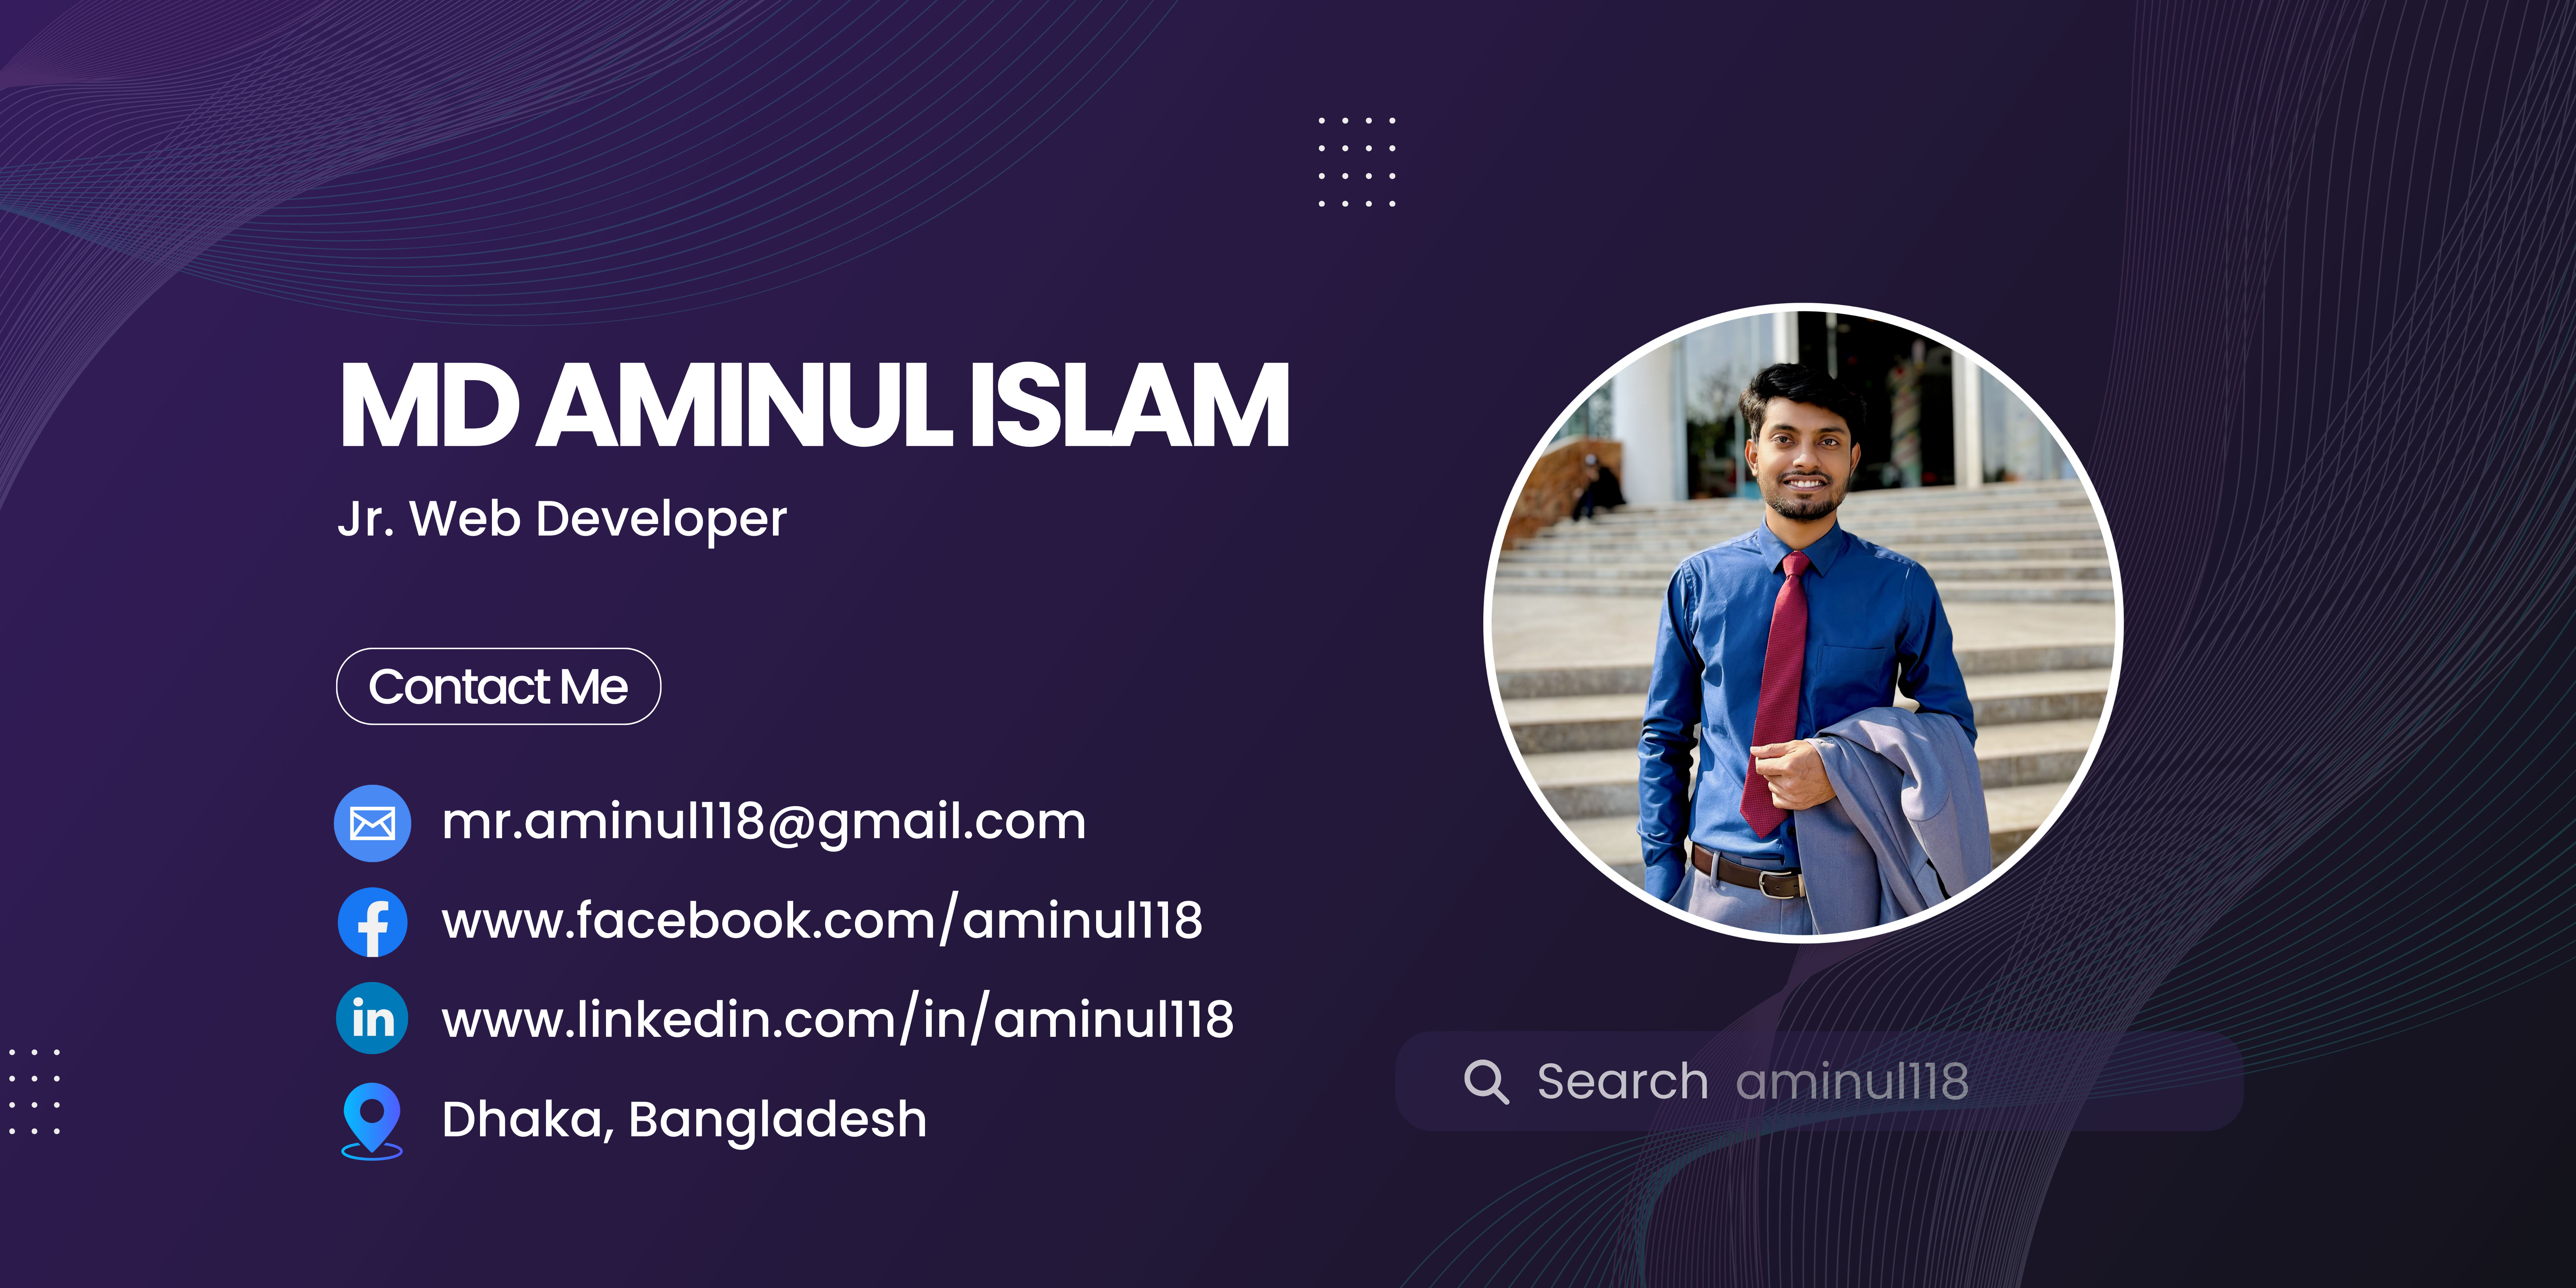 MD AMINUL ISLAM
Jr. Web Developer
Contact Me
mr.aminul118@gmail.com
www.facebook.com/aminul118
in www.linkedin.com/in/aminul118
Dhaka, Bangladesh
Search aminul118